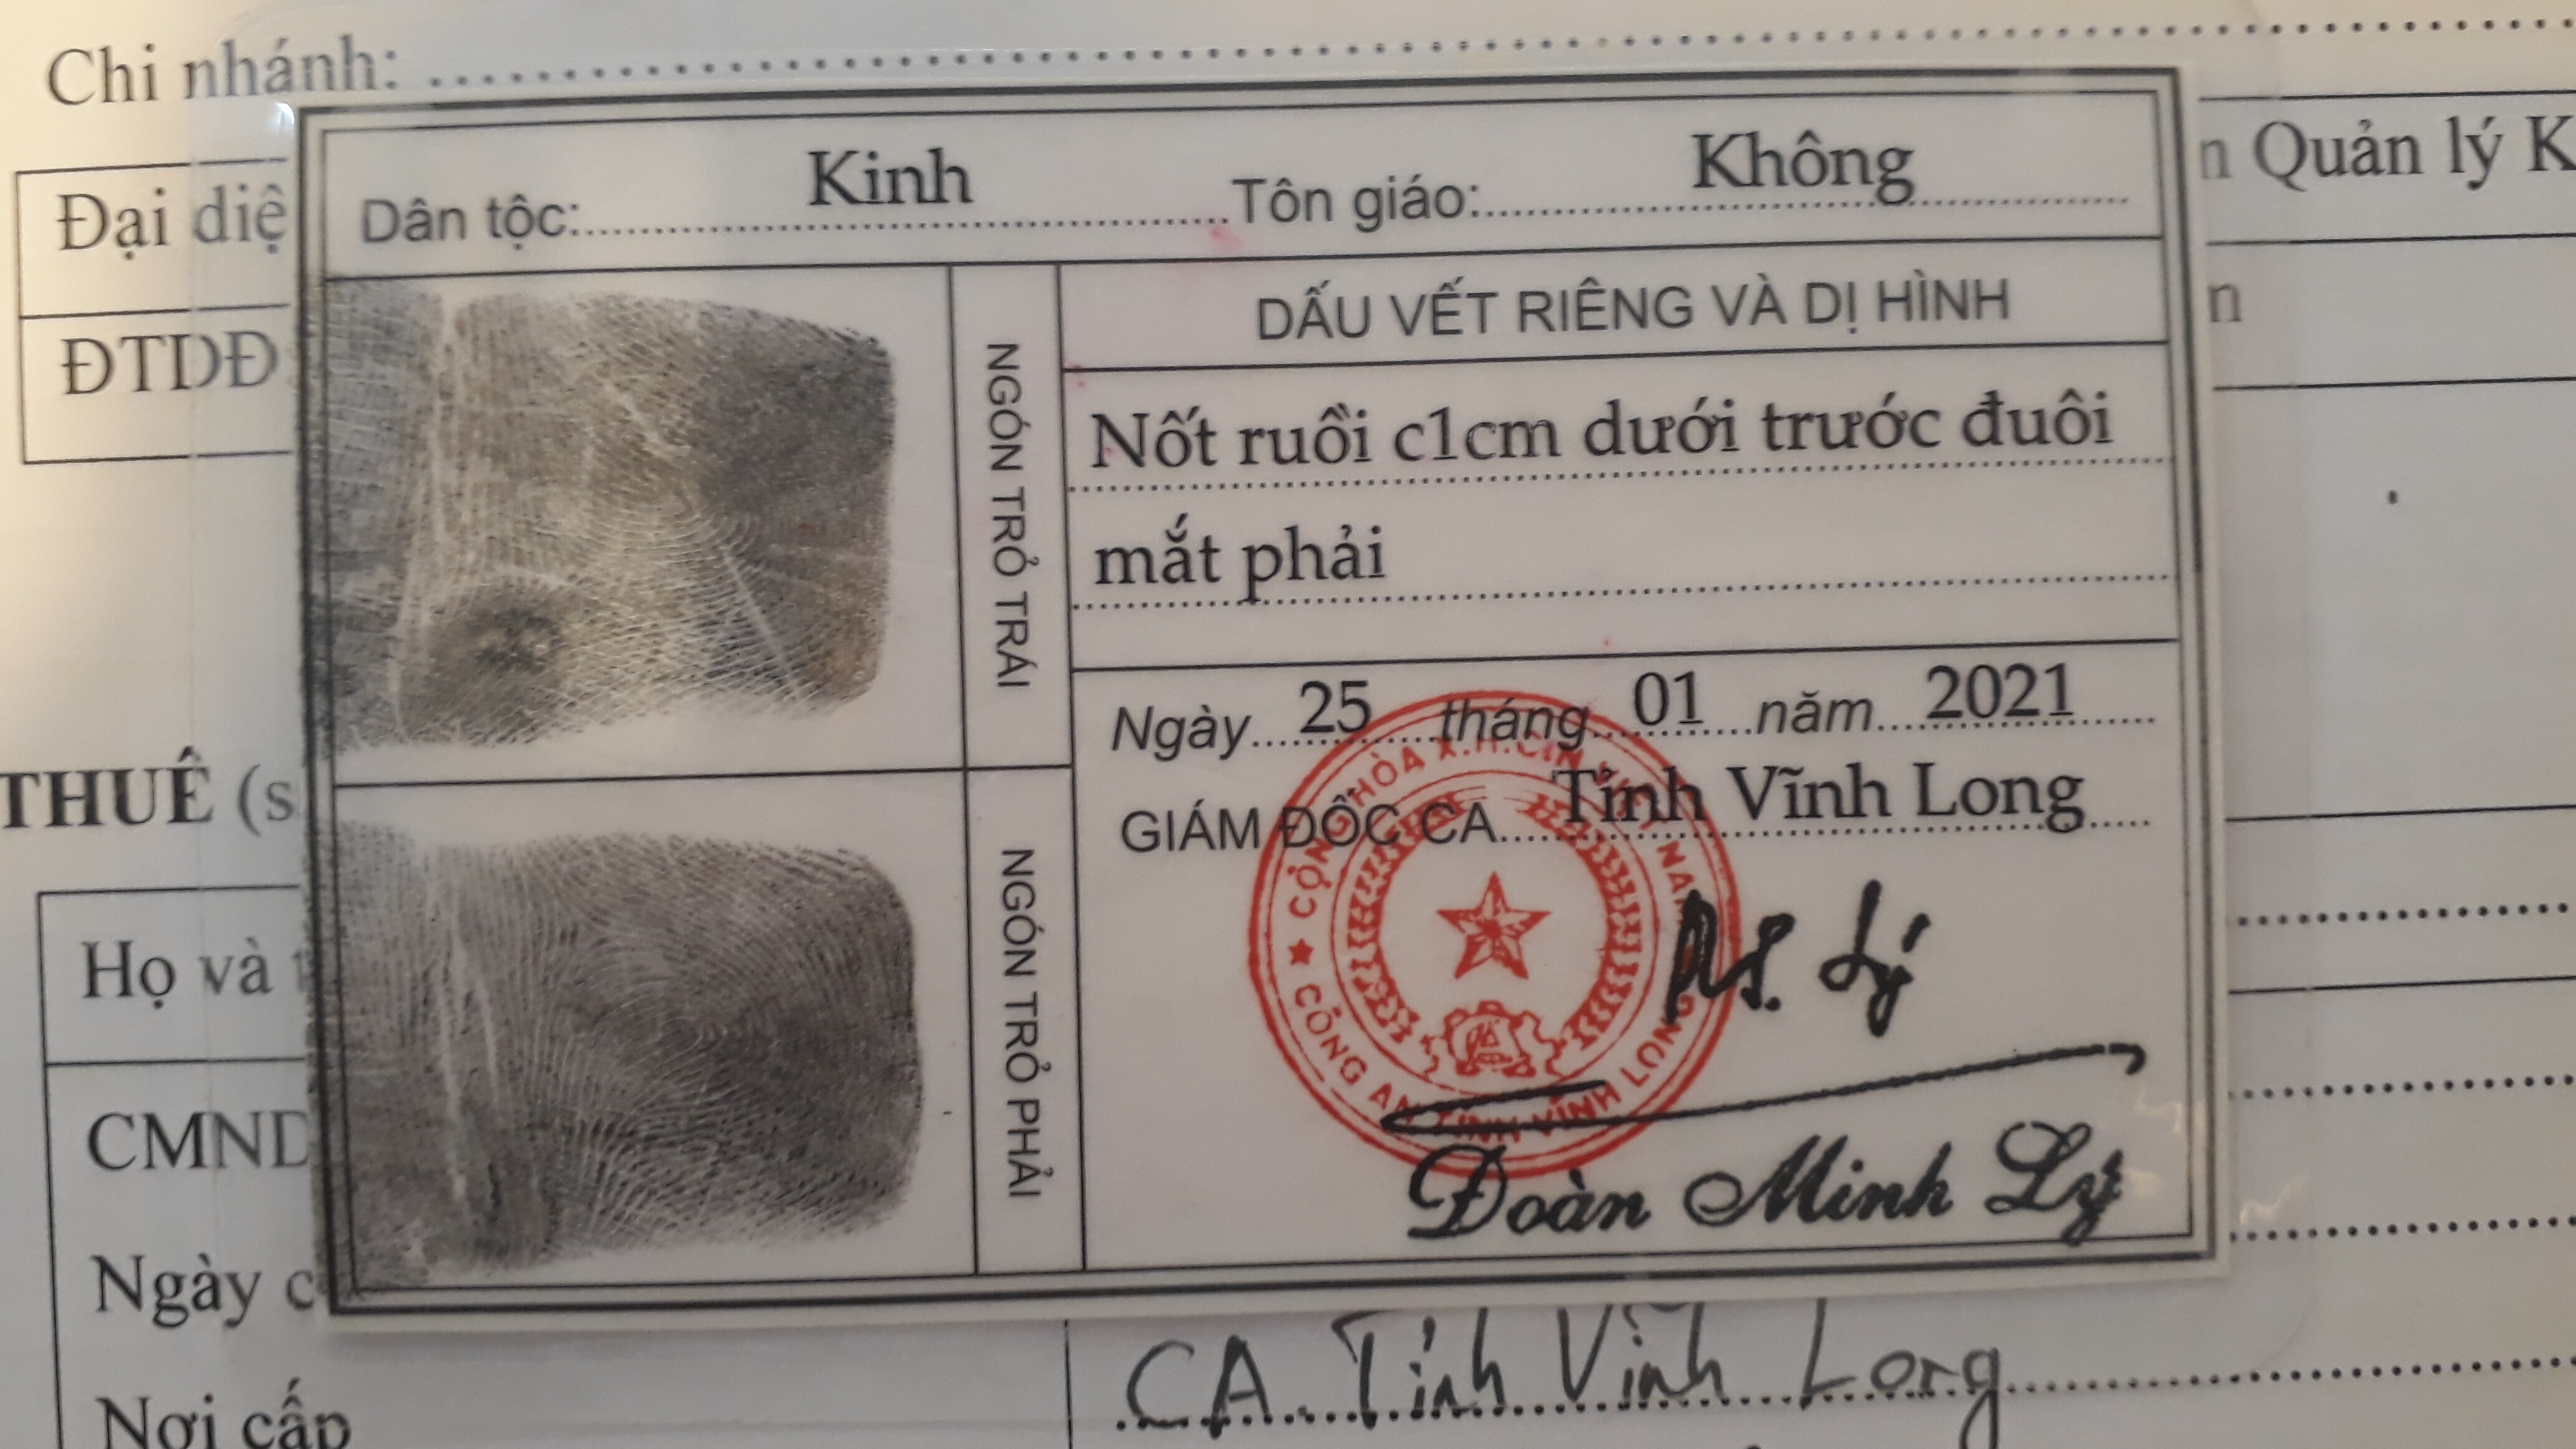 Chi nhánh:
Đại diệ
n Quản lý K
ĐTDĐ
n
Dân tộc: Kinh Tôn giáo: Không
NGÓN TRỎ TRÁI
DẤU VẾT RIÊNG VÀ DỊ HÌNH
Nốt ruồi c1cm dưới trước đuôi
mắt phải
NGÓN TRỎ PHẢI
Ngày 25 tháng 01 năm 2021
GIÁM ĐỐC CA Tỉnh Vĩnh Long
CỘNG HÒA X.H.C.N VIỆT NAM
CÔNG AN TỈNH VĨNH LONG
Đoàn Minh Lý
THUÊ (s
Họ và t
CMND
Ngày c
Nơi cấp CA. Tỉnh Vĩnh Long